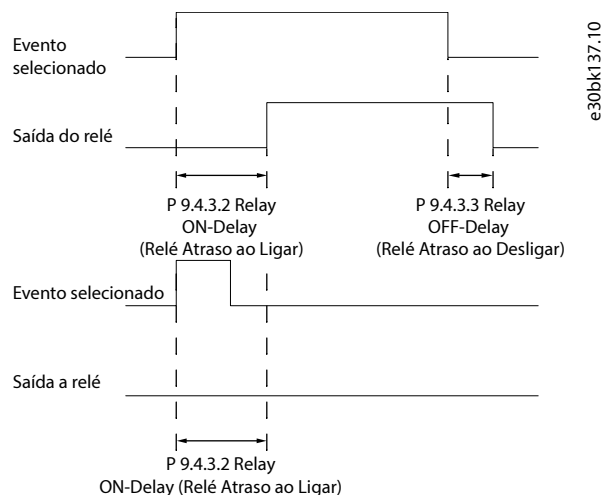 Evento
selecionado
Saída do relé
P 9.4.3.2 Relay
ON-Delay
(Relé Atraso ao Ligar)
P 9.4.3.3 Relay
OFF-Delay
(Relé Atraso ao Desligar)
Evento selecionado
Saída a relé
P 9.4.3.2 Relay
ON-Delay (Relé Atraso ao Ligar)
e30bk137.10